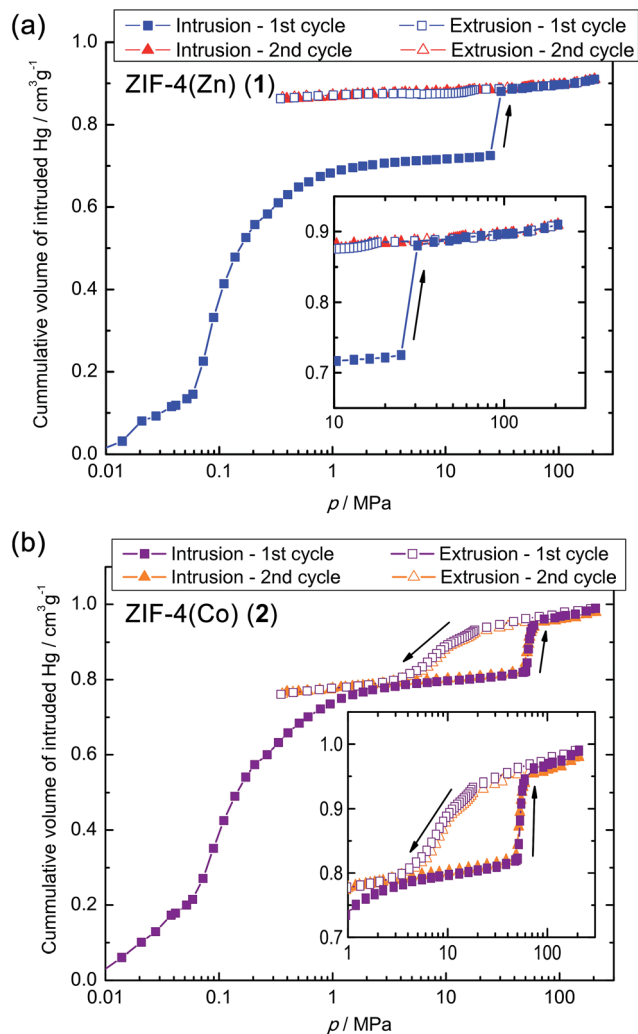 (a)
Intrusion - 1st cycle
Extrusion - 1st cycle
Intrusion - 2nd cycle
Extrusion - 2nd cycle
ZIF-4(Zn) (1)
Cummulative volume of intruded Hg / cm³g⁻¹
1.0
0.8
0.6
0.4
0.2
0.0
0.9
0.8
0.7
10
100
0.01
0.1
1
10
100
p / MPa
(b)
Intrusion - 1st cycle
Extrusion - 1st cycle
Intrusion - 2nd cycle
Extrusion - 2nd cycle
ZIF-4(Co) (2)
Cummulative volume of intruded Hg / cm³g⁻¹
1.0
0.8
0.6
0.4
0.2
0.0
1.0
0.9
0.8
0.7
1
10
100
0.01
0.1
1
10
100
p / MPa